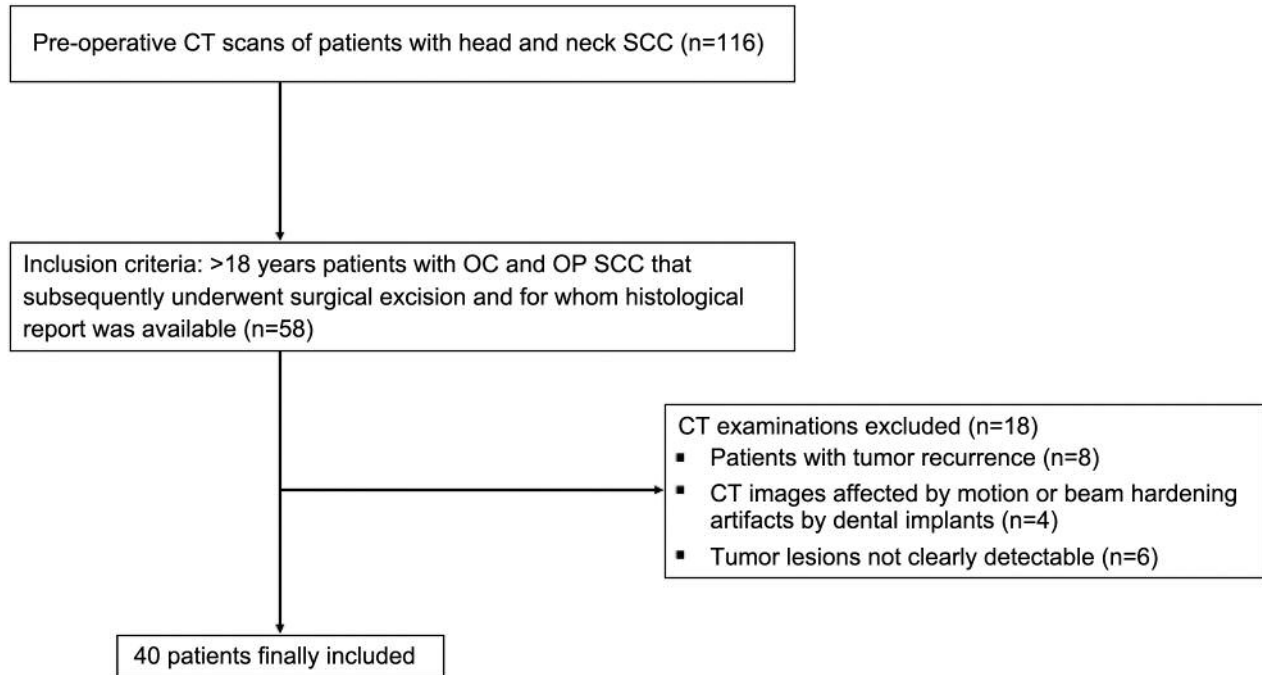 Pre-operative CT scans of patients with head and neck SCC (n=116)
Inclusion criteria: >18 years patients with OC and OP SCC that
subsequently underwent surgical excision and for whom histological
report was available (n=58)
CT examinations excluded (n=18)
▪ Patients with tumor recurrence (n=8)
▪ CT images affected by motion or beam hardening
artifacts by dental implants (n=4)
▪ Tumor lesions not clearly detectable (n=6)
40 patients finally included